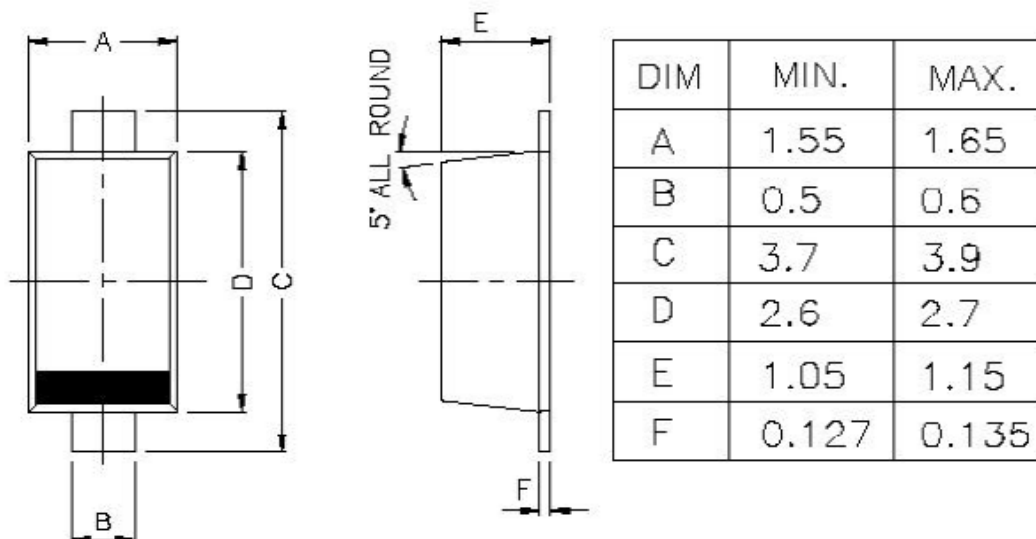 A
E
5° ALL ROUND
D
C
F
B
DIM MIN. MAX.
A 1.55 1.65
B 0.5 0.6
C 3.7 3.9
D 2.6 2.7
E 1.05 1.15
F 0.127 0.135